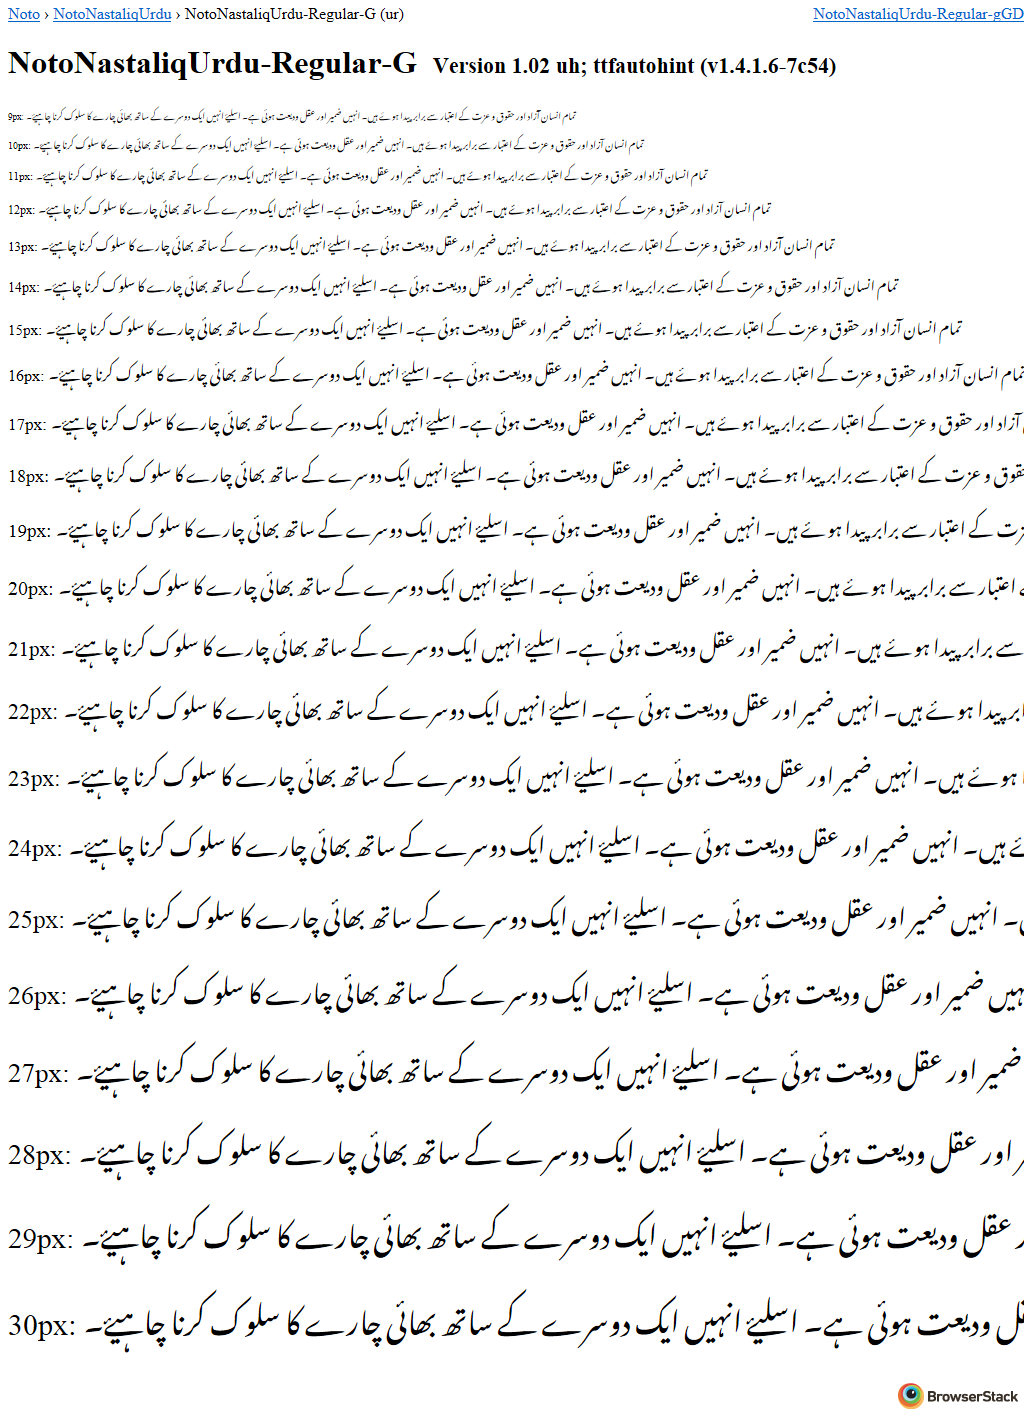 Noto › NotoNastaliqUrdu › NotoNastaliqUrdu-Regular-G (ur) NotoNastaliqUrdu-Regular-gGD
NotoNastaliqUrdu-Regular-G Version 1.02 uh; ttfautohint (v1.4.1.6-7c54)
9px: تمام انسان آزاد اور حقوق و عزت کے اعتبار سے برابر پیدا ہوئے ہیں۔ انہیں ضمیر اور عقل ودیعت ہوئی ہے۔ اسلیئے انہیں ایک دوسرے کے ساتھ بھائی چارے کا سلوک کرنا چاہیئے۔
10px: تمام انسان آزاد اور حقوق و عزت کے اعتبار سے برابر پیدا ہوئے ہیں۔ انہیں ضمیر اور عقل ودیعت ہوئی ہے۔ اسلیئے انہیں ایک دوسرے کے ساتھ بھائی چارے کا سلوک کرنا چاہیئے۔
11px: تمام انسان آزاد اور حقوق و عزت کے اعتبار سے برابر پیدا ہوئے ہیں۔ انہیں ضمیر اور عقل ودیعت ہوئی ہے۔ اسلیئے انہیں ایک دوسرے کے ساتھ بھائی چارے کا سلوک کرنا چاہیئے۔
12px: تمام انسان آزاد اور حقوق و عزت کے اعتبار سے برابر پیدا ہوئے ہیں۔ انہیں ضمیر اور عقل ودیعت ہوئی ہے۔ اسلیئے انہیں ایک دوسرے کے ساتھ بھائی چارے کا سلوک کرنا چاہیئے۔
13px: تمام انسان آزاد اور حقوق و عزت کے اعتبار سے برابر پیدا ہوئے ہیں۔ انہیں ضمیر اور عقل ودیعت ہوئی ہے۔ اسلیئے انہیں ایک دوسرے کے ساتھ بھائی چارے کا سلوک کرنا چاہیئے۔
14px: تمام انسان آزاد اور حقوق و عزت کے اعتبار سے برابر پیدا ہوئے ہیں۔ انہیں ضمیر اور عقل ودیعت ہوئی ہے۔ اسلیئے انہیں ایک دوسرے کے ساتھ بھائی چارے کا سلوک کرنا چاہیئے۔
15px: تمام انسان آزاد اور حقوق و عزت کے اعتبار سے برابر پیدا ہوئے ہیں۔ انہیں ضمیر اور عقل ودیعت ہوئی ہے۔ اسلیئے انہیں ایک دوسرے کے ساتھ بھائی چارے کا سلوک کرنا چاہیئے۔
16px: تمام انسان آزاد اور حقوق و عزت کے اعتبار سے برابر پیدا ہوئے ہیں۔ انہیں ضمیر اور عقل ودیعت ہوئی ہے۔ اسلیئے انہیں ایک دوسرے کے ساتھ بھائی چارے کا سلوک کرنا چاہیئے۔
17px: آزاد اور حقوق و عزت کے اعتبار سے برابر پیدا ہوئے ہیں۔ انہیں ضمیر اور عقل ودیعت ہوئی ہے۔ اسلیئے انہیں ایک دوسرے کے ساتھ بھائی چارے کا سلوک کرنا چاہیئے۔
18px: و عزت کے اعتبار سے برابر پیدا ہوئے ہیں۔ انہیں ضمیر اور عقل ودیعت ہوئی ہے۔ اسلیئے انہیں ایک دوسرے کے ساتھ بھائی چارے کا سلوک کرنا چاہیئے۔
19px: کے اعتبار سے برابر پیدا ہوئے ہیں۔ انہیں ضمیر اور عقل ودیعت ہوئی ہے۔ اسلیئے انہیں ایک دوسرے کے ساتھ بھائی چارے کا سلوک کرنا چاہیئے۔
20px: اعتبار سے برابر پیدا ہوئے ہیں۔ انہیں ضمیر اور عقل ودیعت ہوئی ہے۔ اسلیئے انہیں ایک دوسرے کے ساتھ بھائی چارے کا سلوک کرنا چاہیئے۔
21px: سے برابر پیدا ہوئے ہیں۔ انہیں ضمیر اور عقل ودیعت ہوئی ہے۔ اسلیئے انہیں ایک دوسرے کے ساتھ بھائی چارے کا سلوک کرنا چاہیئے۔
22px: پیدا ہوئے ہیں۔ انہیں ضمیر اور عقل ودیعت ہوئی ہے۔ اسلیئے انہیں ایک دوسرے کے ساتھ بھائی چارے کا سلوک کرنا چاہیئے۔
23px: ہوئے ہیں۔ انہیں ضمیر اور عقل ودیعت ہوئی ہے۔ اسلیئے انہیں ایک دوسرے کے ساتھ بھائی چارے کا سلوک کرنا چاہیئے۔
24px: ہیں۔ انہیں ضمیر اور عقل ودیعت ہوئی ہے۔ اسلیئے انہیں ایک دوسرے کے ساتھ بھائی چارے کا سلوک کرنا چاہیئے۔
25px: ۔ انہیں ضمیر اور عقل ودیعت ہوئی ہے۔ اسلیئے انہیں ایک دوسرے کے ساتھ بھائی چارے کا سلوک کرنا چاہیئے۔
26px: ضمیر اور عقل ودیعت ہوئی ہے۔ اسلیئے انہیں ایک دوسرے کے ساتھ بھائی چارے کا سلوک کرنا چاہیئے۔
27px: ضمیر اور عقل ودیعت ہوئی ہے۔ اسلیئے انہیں ایک دوسرے کے ساتھ بھائی چارے کا سلوک کرنا چاہیئے۔
28px: اور عقل ودیعت ہوئی ہے۔ اسلیئے انہیں ایک دوسرے کے ساتھ بھائی چارے کا سلوک کرنا چاہیئے۔
29px: عقل ودیعت ہوئی ہے۔ اسلیئے انہیں ایک دوسرے کے ساتھ بھائی چارے کا سلوک کرنا چاہیئے۔
30px: ودیعت ہوئی ہے۔ اسلیئے انہیں ایک دوسرے کے ساتھ بھائی چارے کا سلوک کرنا چاہیئے۔
BrowserStack